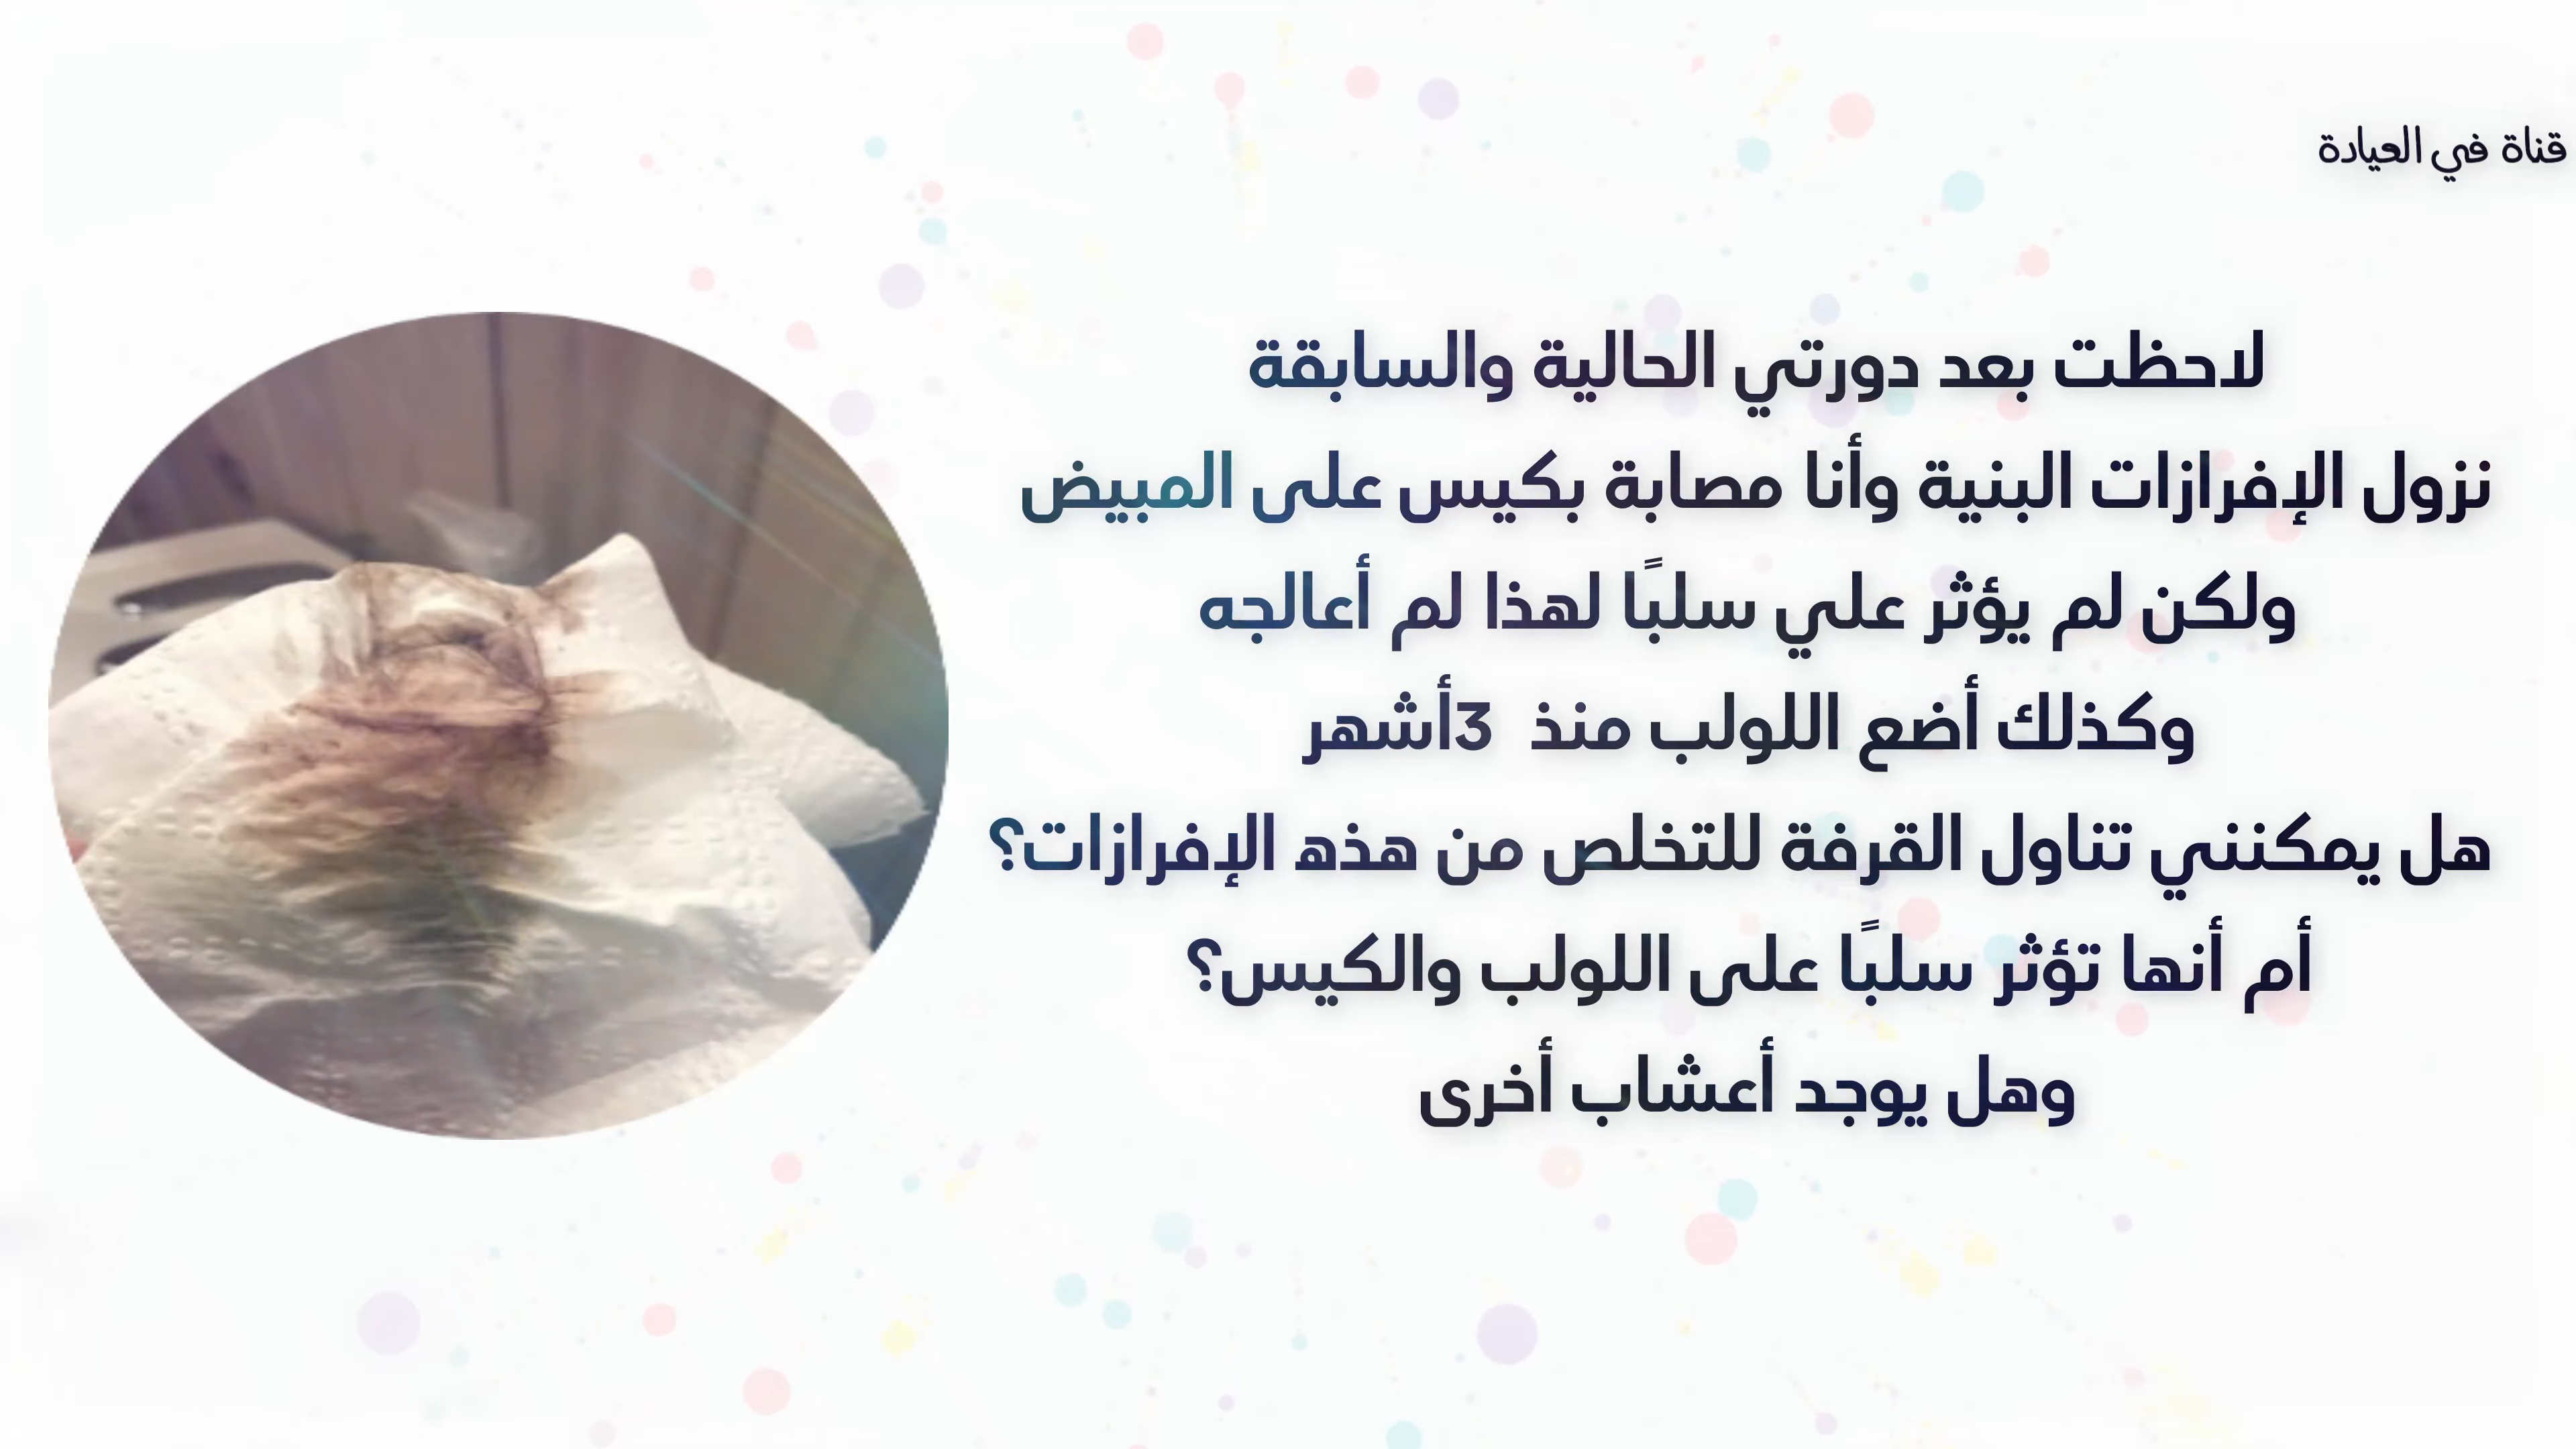 قناة في العيادة
لاحظت بعد دورتي الحالية والسابقة
نزول الإفرازات البنية وأنا مصابة بكيس على المبيض
ولكن لم يؤثر علي سلبًا لهذا لم أعالجه
وكذلك أضع اللولب منذ 3أشهر
هل يمكنني تناول القرفة للتخلص من هذه الإفرازات؟
أم أنها تؤثر سلبًا على اللولب والكيس؟
وهل يوجد أعشاب أخرى